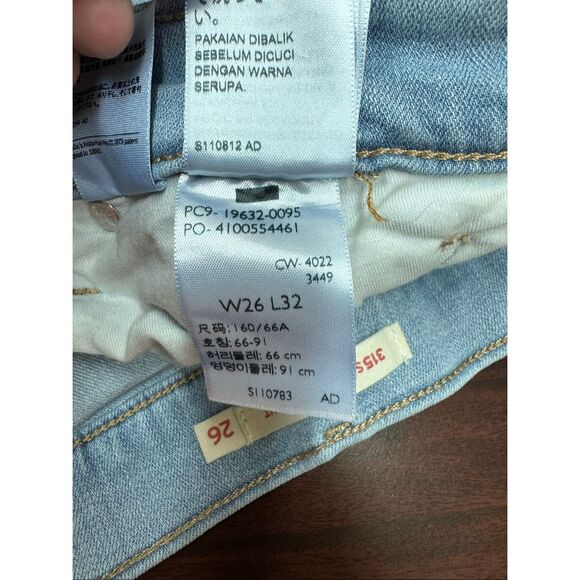 い。
PAKAIAN DIBALIK
SEBELUM DICUCI
DENGAN WARNA
SERUPA.
S110812 AD
PC9- 19632-0095
PO- 4100554461
CW- 4022
3449
W26 L32
尺码: 160/66A
호칭: 66-91
허리둘레: 66 cm
엉덩이둘레: 91 cm
S110783 AD
315
26